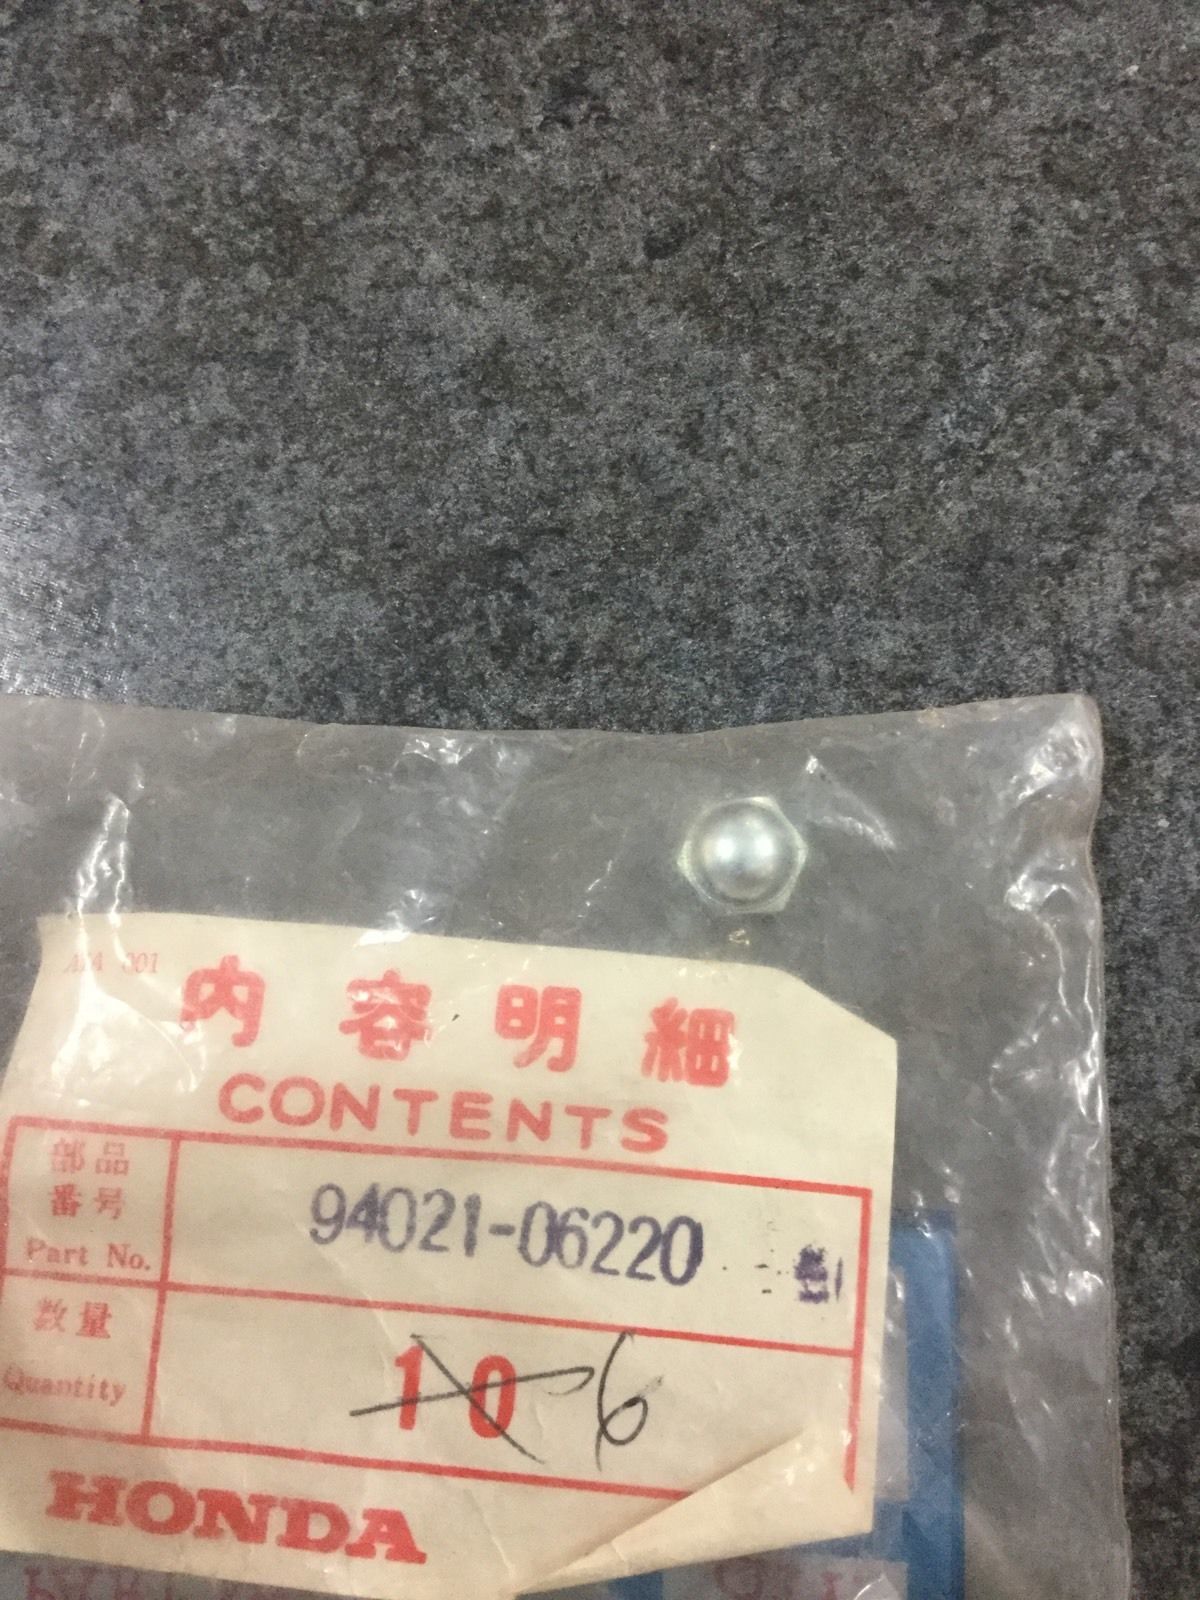 内容明細
CONTENTS
部品
番号
Part No.
94021-06220
数量
Quantity
10 6
HONDA